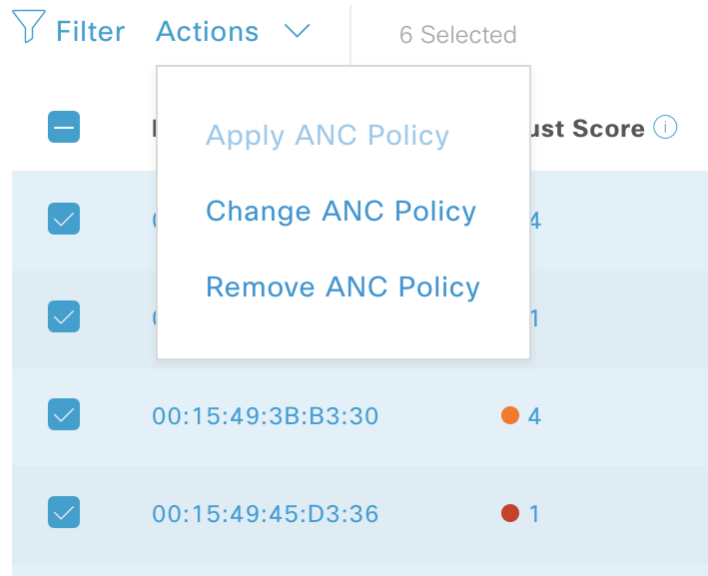 Filter Actions 6 Selected
Apply ANC Policy
Score
Change ANC Policy
4
Remove ANC Policy
1
00:15:49:3B:B3:30 4
00:15:49:45:D3:36 1